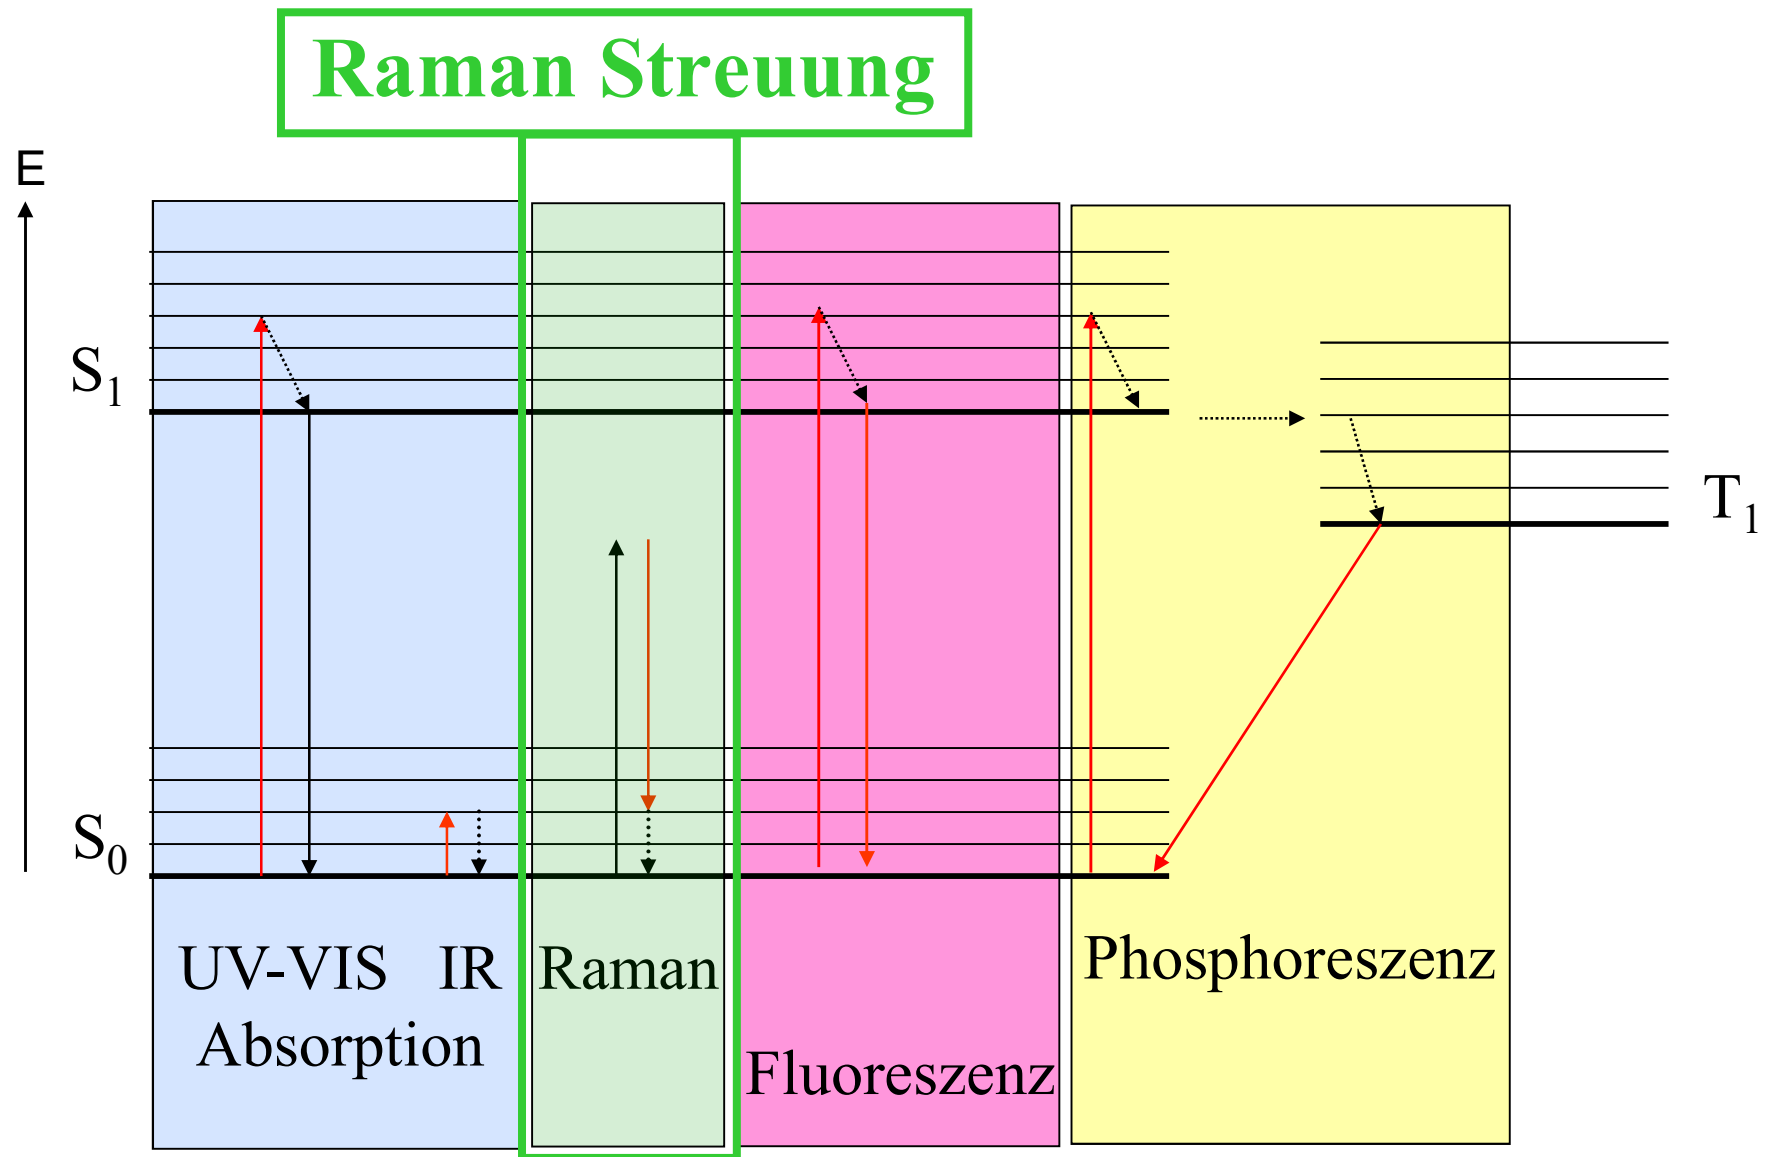 Raman Streuung
E
S1
T1
S0
UV-VIS IR Raman Phosphoreszenz
Absorption
Fluoreszenz